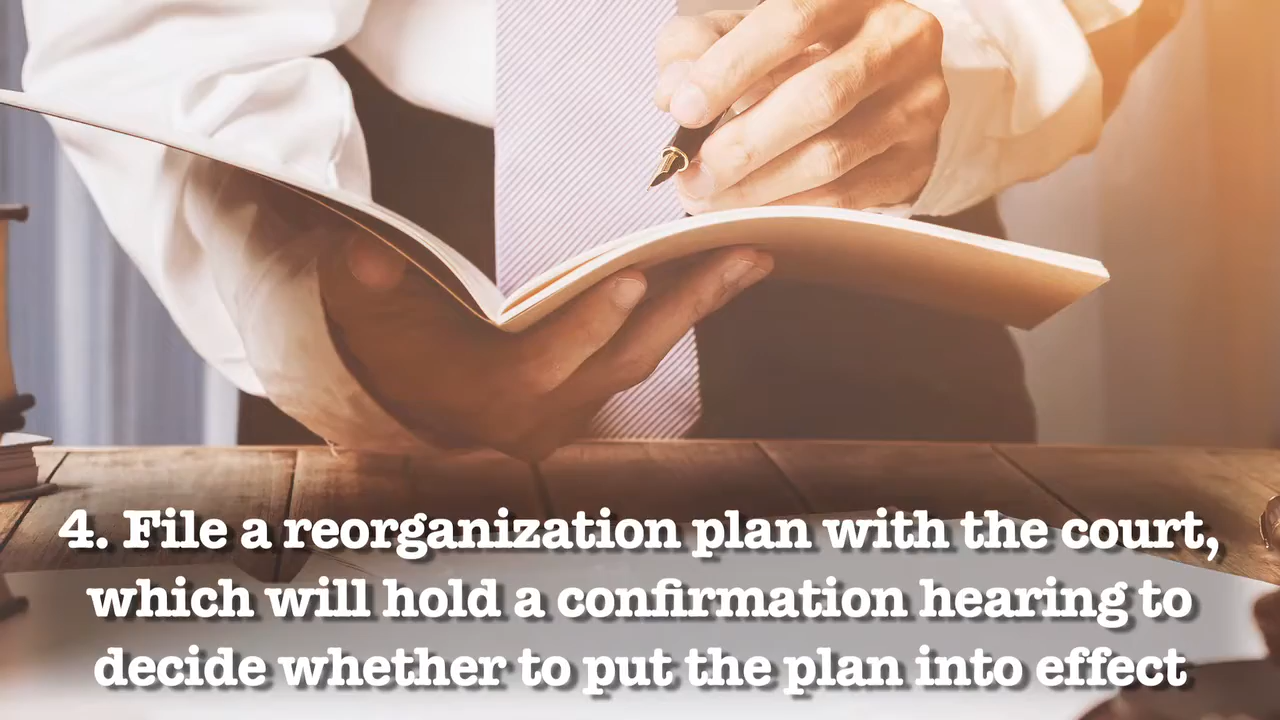 4. File a reorganization plan with the court,
which will hold a confirmation hearing to
decide whether to put the plan into effect